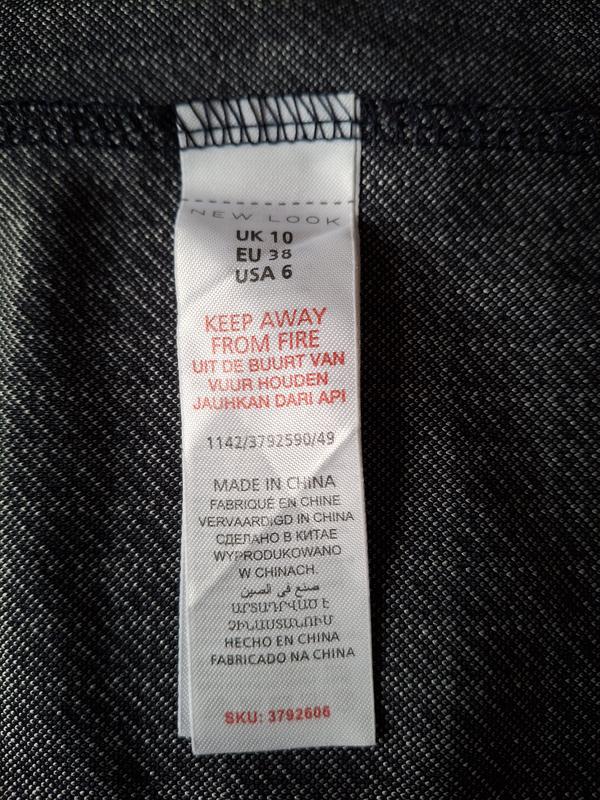 NEW LOOK
UK 10
EU 38
USA 6
KEEP AWAY
FROM FIRE
UIT DE BUURT VAN
VUUR HOUDEN
JAUHKAN DARI API
1142/3792590/49
MADE IN CHINA
FABRIQUÉ EN CHINE
VERVAARDIGD IN CHINA
СДЕЛАНО В КИТАЕ
WYPRODUKOWANO
W CHINACH.
صنع في الصين
ԱՐՏԱԴՐՎԱԾ Է
ՉԻՆԱՍՏԱՆՈՒՄ
HECHO EN CHINA
FABRICADO NA CHINA
SKU: 3792606